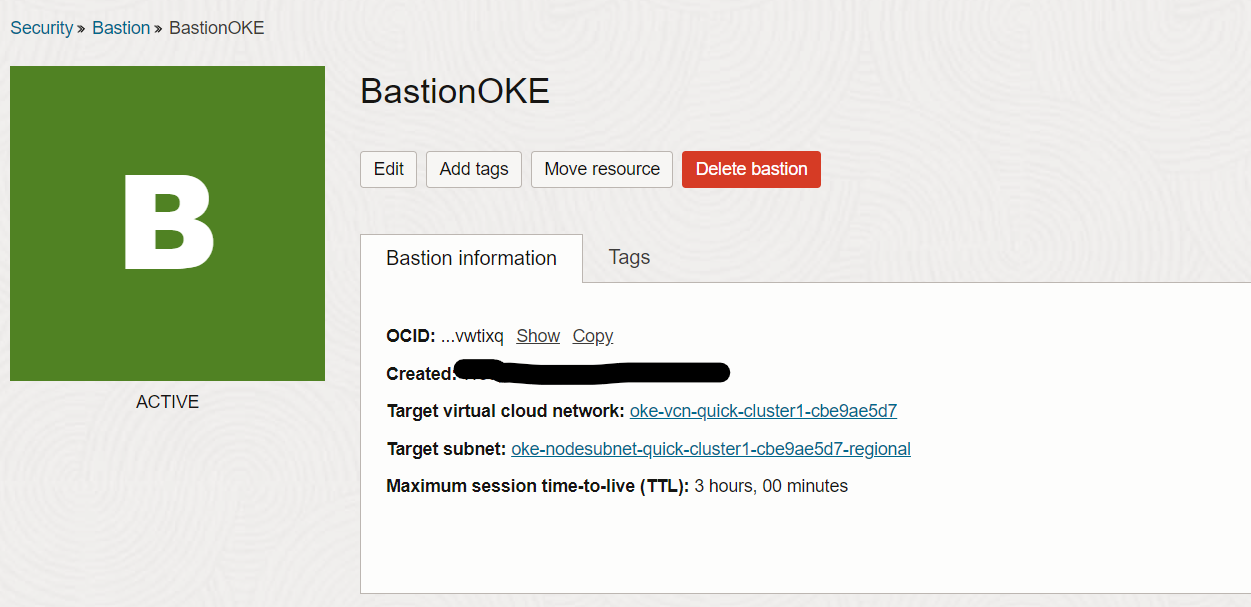 Security » Bastion » BastionOKE
B
ACTIVE
BastionOKE
Edit Add tags Move resource Delete bastion
Bastion information Tags
OCID: ...vwtixq Show Copy
Created:
Target virtual cloud network: oke-vcn-quick-cluster1-cbe9ae5d7
Target subnet: oke-nodesubnet-quick-cluster1-cbe9ae5d7-regional
Maximum session time-to-live (TTL): 3 hours, 00 minutes